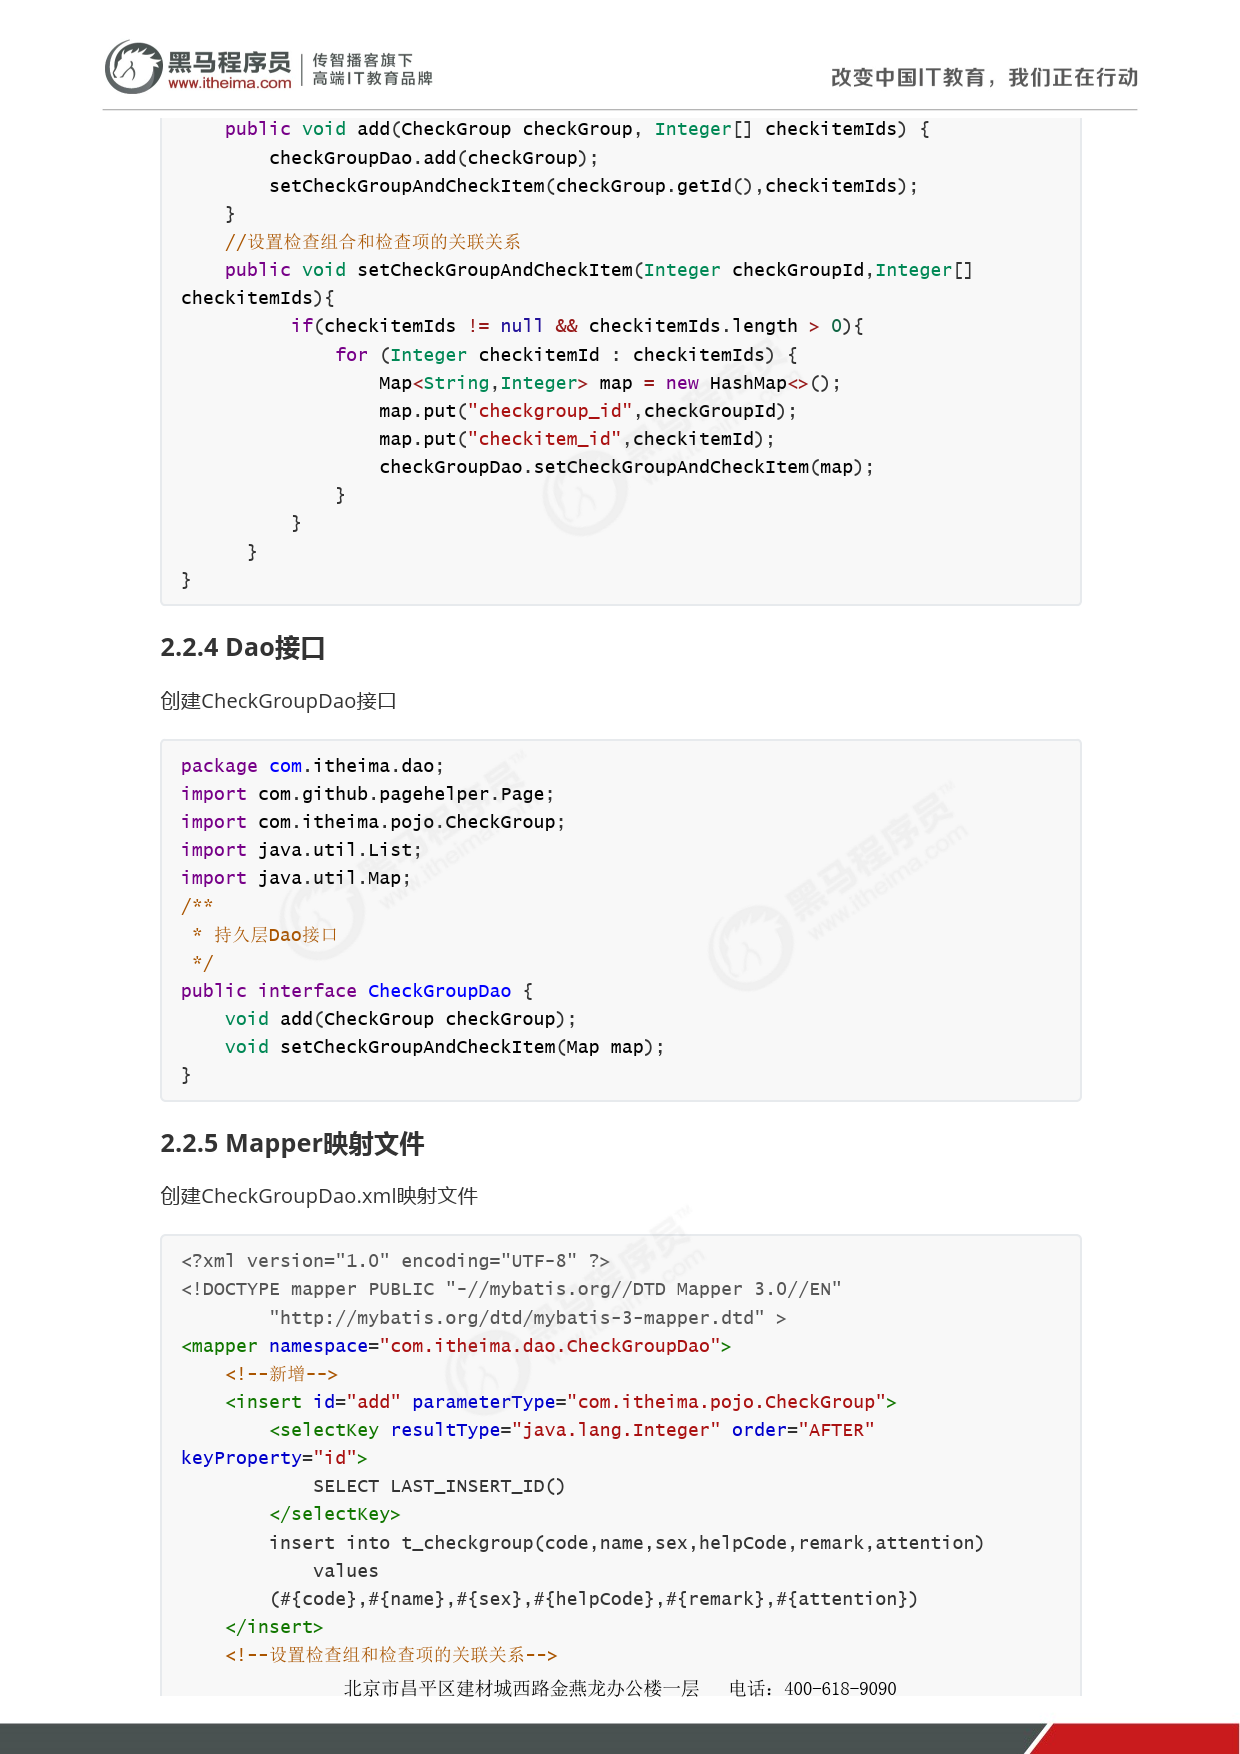 黑马程序员 传智播客旗下
www.itheima.com 高端IT教育品牌
改变中国IT教育，我们正在行动
    public void add(CheckGroup checkGroup, Integer[] checkitemIds) {
        checkGroupDao.add(checkGroup);
        setCheckGroupAndCheckItem(checkGroup.getId(),checkitemIds);
    }
    //设置检查组合和检查项的关联关系
    public void setCheckGroupAndCheckItem(Integer checkGroupId,Integer[]
checkitemIds){
          if(checkitemIds != null && checkitemIds.length > 0){
              for (Integer checkitemId : checkitemIds) {
                  Map<String,Integer> map = new HashMap<>();
                  map.put("checkgroup_id",checkGroupId);
                  map.put("checkitem_id",checkitemId);
                  checkGroupDao.setCheckGroupAndCheckItem(map);
              }
          }
      }
}
2.2.4 Dao接口
创建CheckGroupDao接口
package com.itheima.dao;
import com.github.pagehelper.Page;
import com.itheima.pojo.CheckGroup;
import java.util.List;
import java.util.Map;
/**
 * 持久层Dao接口
 */
public interface CheckGroupDao {
    void add(CheckGroup checkGroup);
    void setCheckGroupAndCheckItem(Map map);
}
2.2.5 Mapper映射文件
创建CheckGroupDao.xml映射文件
<?xml version="1.0" encoding="UTF-8" ?>
<!DOCTYPE mapper PUBLIC "-//mybatis.org//DTD Mapper 3.0//EN"
        "http://mybatis.org/dtd/mybatis-3-mapper.dtd" >
<mapper namespace="com.itheima.dao.CheckGroupDao">
    <!--新增-->
    <insert id="add" parameterType="com.itheima.pojo.CheckGroup">
        <selectKey resultType="java.lang.Integer" order="AFTER"
keyProperty="id">
            SELECT LAST_INSERT_ID()
        </selectKey>
        insert into t_checkgroup(code,name,sex,helpCode,remark,attention)
            values
        (#{code},#{name},#{sex},#{helpCode},#{remark},#{attention})
    </insert>
    <!--设置检查组和检查项的关联关系-->
北京市昌平区建材城西路金燕龙办公楼一层 电话：400-618-9090